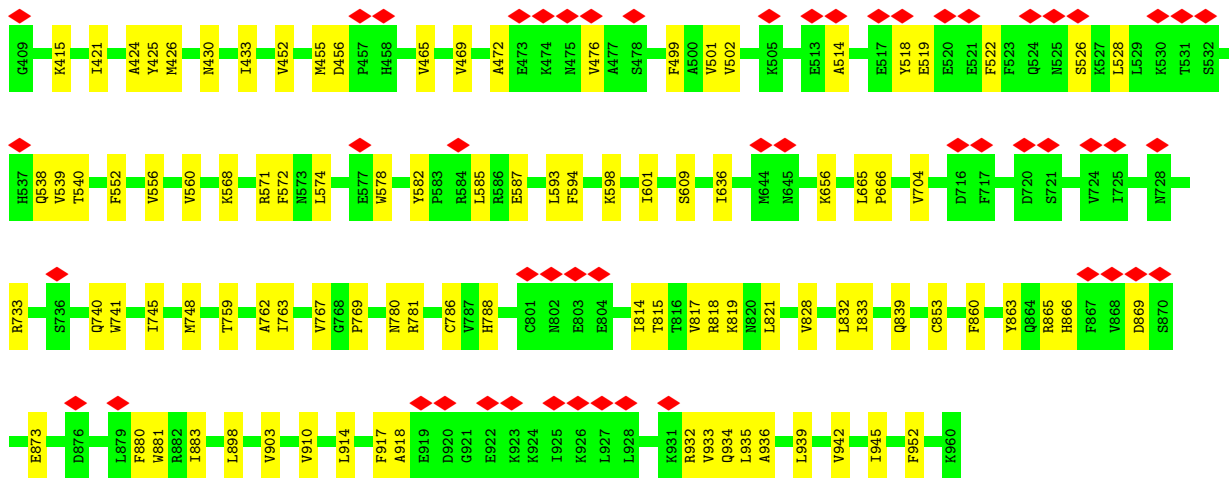 G409 K415 I421 A424 Y425 M426 N430 I433 V452 M455 D456 P457 H458 V465 V469 A472 E473 K474 N475 V476 A477 S478 F499 A500 V501 V502 K505 E513 A514 E517 Y518 E519 E520 E521 F522 F523 Q524 N525 S526 K527 L528 L529 K530 T531 S532
H537 Q538 V539 T540 F552 V556 V560 K568 R571 F572 N573 L574 E577 W578 Y582 P583 R584 L585 R586 E587 L593 F594 K598 I601 S609 I636 M644 N645 K656 L665 P666 V704 D716 F717 D720 S721 V724 I725 N728
R733 S736 Q740 W741 I745 M748 T759 A762 I763 V767 G768 P769 N780 R781 C786 V787 H788 C801 N802 E803 E804 I814 T815 T816 V817 R818 K819 N820 L821 V828 L832 I833 Q839 C853 F860 Y863 Q864 R865 H866 F867 V868 D869 S870
E873 D876 L879 F880 W881 R882 I883 L898 V903 V910 L914 F917 A918 E919 D920 G921 E922 K923 K924 I925 K926 L927 L928 K931 R932 V933 Q934 L935 A936 L939 V942 I945 F952 K960